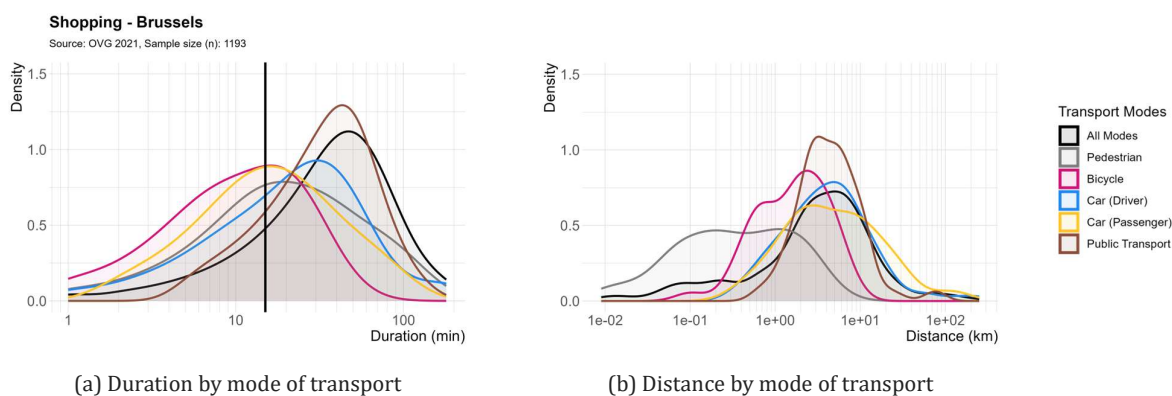 Shopping - Brussels
Source: OVG 2021, Sample size (n): 1193
Density
1.5
1.0
0.5
0.0
1
10
100
Duration (min)
Density
1.5
1.0
0.5
0.0
1e-02
1e-01
1e+00
1e+01
1e+02
Distance (km)
Transport Modes
All Modes
Pedestrian
Bicycle
Car (Driver)
Car (Passenger)
Public Transport
(a) Duration by mode of transport
(b) Distance by mode of transport